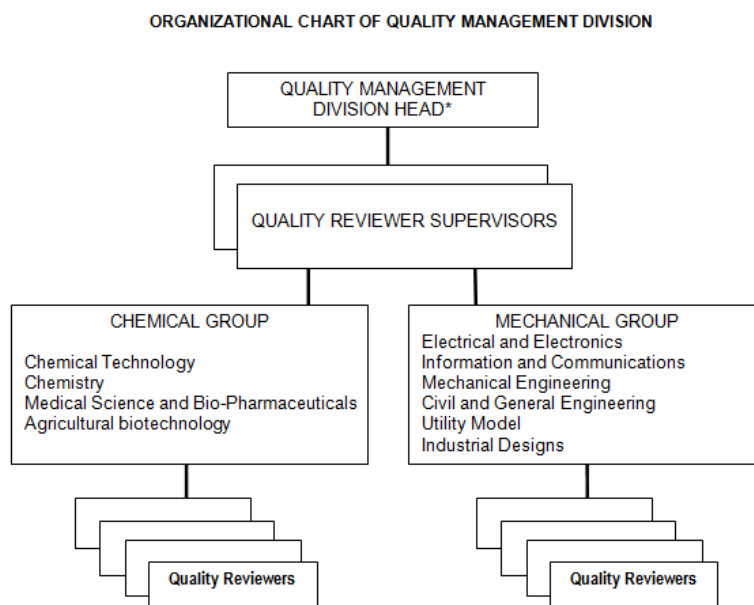 ORGANIZATIONAL CHART OF QUALITY MANAGEMENT DIVISION
QUALITY MANAGEMENT
DIVISION HEAD*
QUALITY REVIEWER SUPERVISORS
CHEMICAL GROUP
Chemical Technology
Chemistry
Medical Science and Bio-Pharmaceuticals
Agricultural biotechnology
MECHANICAL GROUP
Electrical and Electronics
Information and Communications
Mechanical Engineering
Civil and General Engineering
Utility Model
Industrial Designs
Quality Reviewers
Quality Reviewers